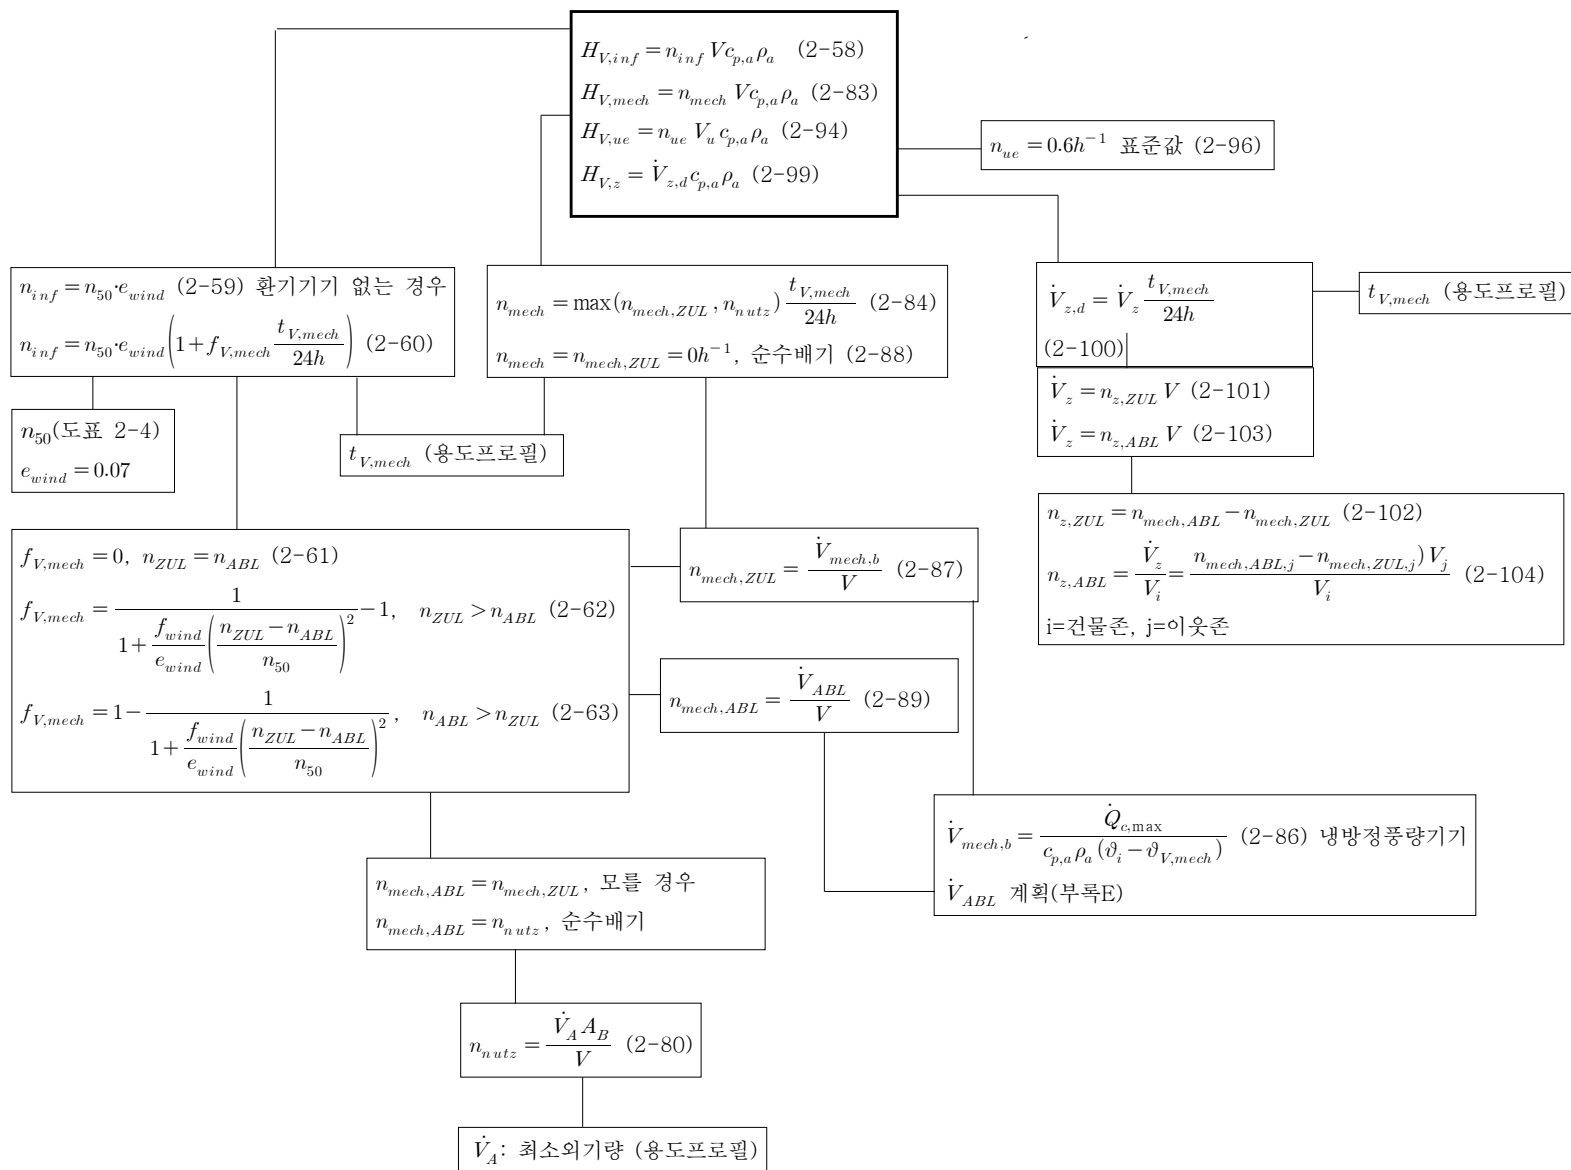 H_{V,inf} = n_{inf} V c_{p,a} ρ_a (2-58)
H_{V,mech} = n_{mech} V c_{p,a} ρ_a (2-83)
H_{V,ue} = n_{ue} V_u c_{p,a} ρ_a (2-94)
H_{V,z} = V̇_{z,d} c_{p,a} ρ_a (2-99)
n_{ue} = 0.6h^{-1} 표준값 (2-96)
n_{inf} = n_{50}·e_{wind} (2-59) 환기기기 없는 경우
n_{inf} = n_{50}·e_{wind}(1 + f_{V,mech} \frac{t_{V,mech}}{24h}) (2-60)
n_{mech} = max(n_{mech,ZUL}, n_{nutz}) \frac{t_{V,mech}}{24h} (2-84)
n_{mech} = n_{mech,ZUL} = 0h^{-1}, 순수배기 (2-88)
V̇_{z,d} = V̇_z \frac{t_{V,mech}}{24h}
(2-100)
t_{V,mech} (용도프로필)
V̇_z = n_{z,ZUL} V (2-101)
V̇_z = n_{z,ABL} V (2-103)
n_{50}(도표 2-4)
e_{wind} = 0.07
t_{V,mech} (용도프로필)
n_{z,ZUL} = n_{mech,ABL} - n_{mech,ZUL} (2-102)
n_{z,ABL} = \frac{V̇_z}{V_i} = \frac{n_{mech,ABL,j} - n_{mech,ZUL,j}) V_j}{V_i} (2-104)
i=건물존, j=이웃존
f_{V,mech} = 0, n_{ZUL} = n_{ABL} (2-61)
f_{V,mech} = \frac{1}{1 + \frac{f_{wind}}{e_{wind}}(\frac{n_{ZUL} - n_{ABL}}{n_{50}})^2} - 1, n_{ZUL} > n_{ABL} (2-62)
f_{V,mech} = 1 - \frac{1}{1 + \frac{f_{wind}}{e_{wind}}(\frac{n_{ZUL} - n_{ABL}}{n_{50}})^2}, n_{ABL} > n_{ZUL} (2-63)
n_{mech,ZUL} = \frac{V̇_{mech,b}}{V} (2-87)
n_{mech,ABL} = \frac{V̇_{ABL}}{V} (2-89)
V̇_{mech,b} = \frac{Q̇_{c,max}}{c_{p,a} ρ_a (ϑ_i - ϑ_{V,mech})} (2-86) 냉방정풍량기기
V̇_{ABL} 계획(부록E)
n_{mech,ABL} = n_{mech,ZUL}, 모를 경우
n_{mech,ABL} = n_{nutz}, 순수배기
n_{nutz} = \frac{V̇_A A_B}{V} (2-80)
V̇_A: 최소외기량 (용도프로필)